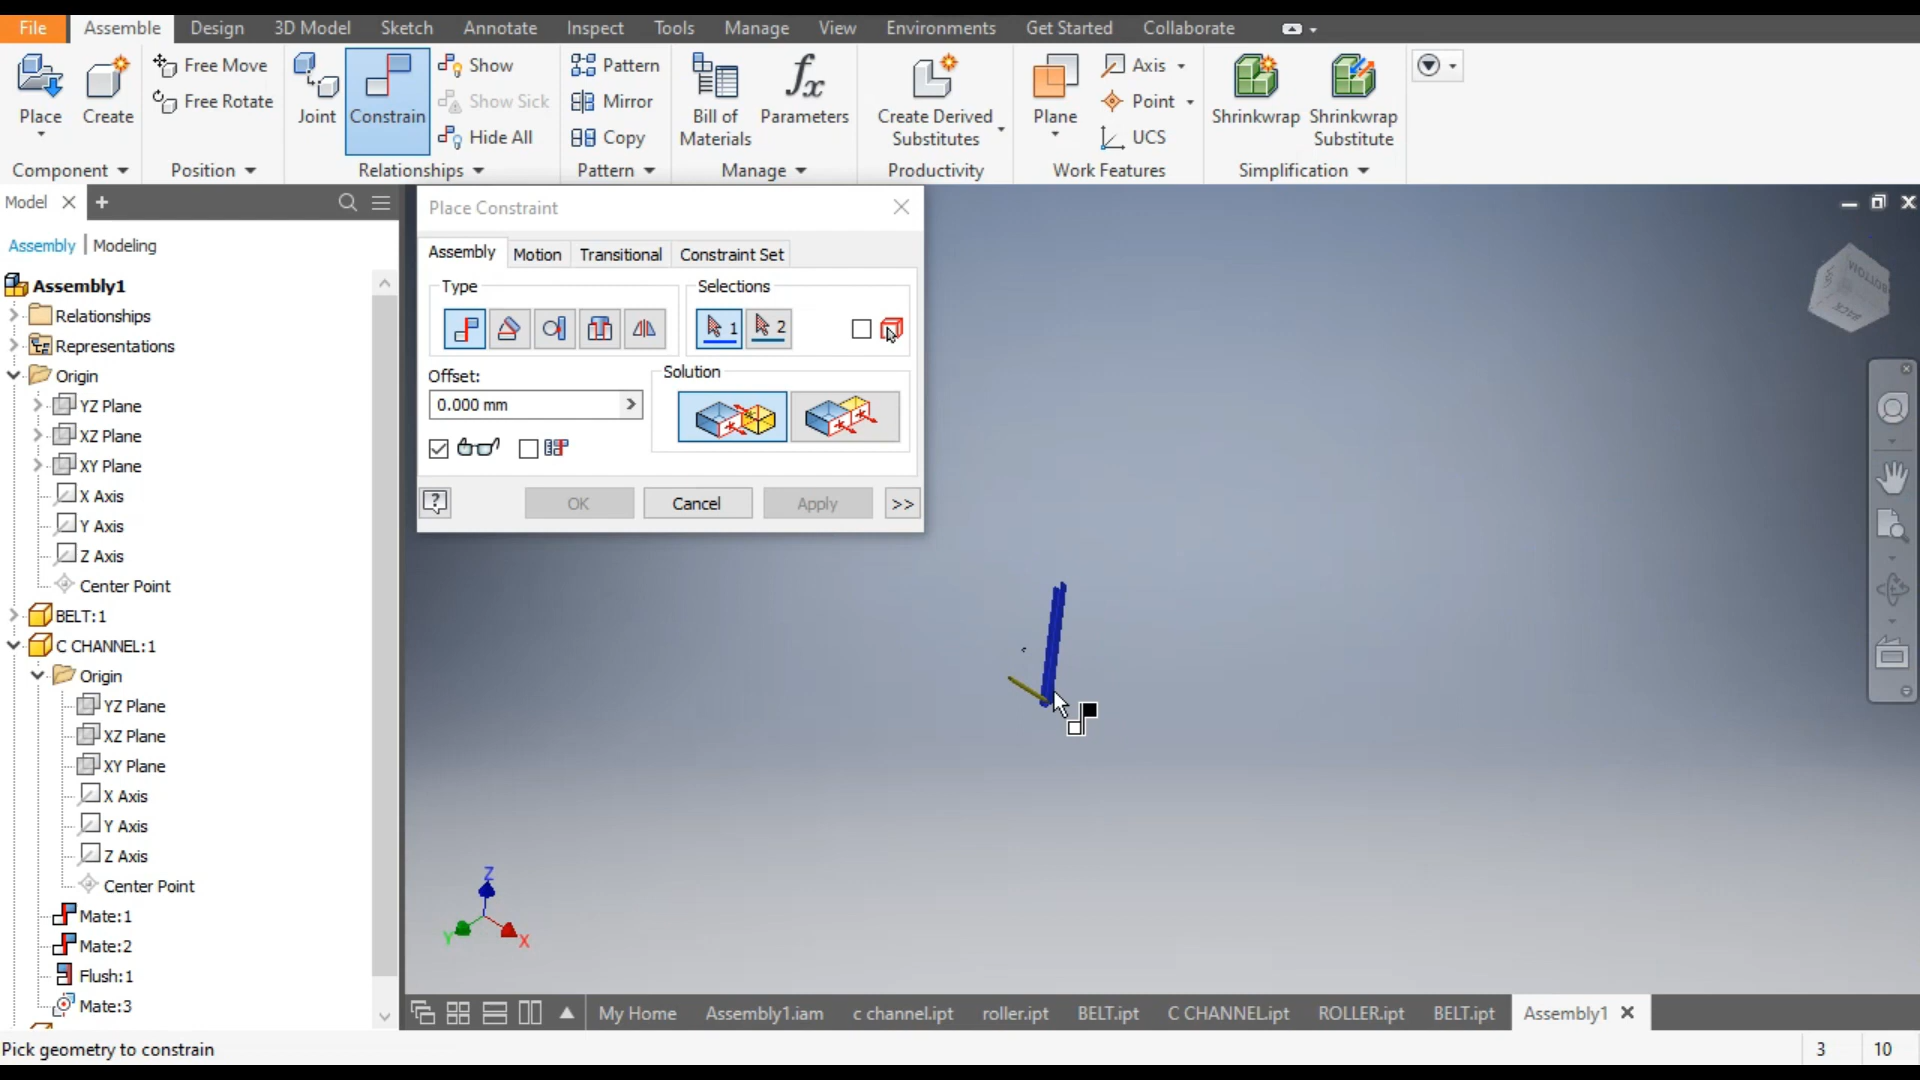 File Assemble Design 3D Model Sketch Annotate Inspect Tools Manage View Environments Get Started Collaborate
Place Create Free Move Free Rotate Joint Constrain Show Show Sick Hide All Pattern Mirror Copy
Bill of Materials Parameters Create Derived Substitutes Plane Axis Point UCS Shrinkwrap Shrinkwrap Substitute
Component Position Relationships Pattern Manage Productivity Work Features Simplification
Model
Assembly Modeling
Assembly1
Relationships
Representations
Origin
YZ Plane
XZ Plane
XY Plane
X Axis
Y Axis
Z Axis
Center Point
BELT:1
C CHANNEL:1
Origin
YZ Plane
XZ Plane
XY Plane
X Axis
Y Axis
Z Axis
Center Point
Mate:1
Mate:2
Flush:1
Mate:3
Place Constraint
Assembly Motion Transitional Constraint Set
Type Selections
1 2
Offset: Solution
0.000 mm
OK Cancel Apply >>
BOTTOM
BACK
Z
Y X
My Home Assembly1.iam c channel.ipt roller.ipt BELT.ipt C CHANNEL.ipt ROLLER.ipt BELT.ipt Assembly1
Pick geometry to constrain 3 10